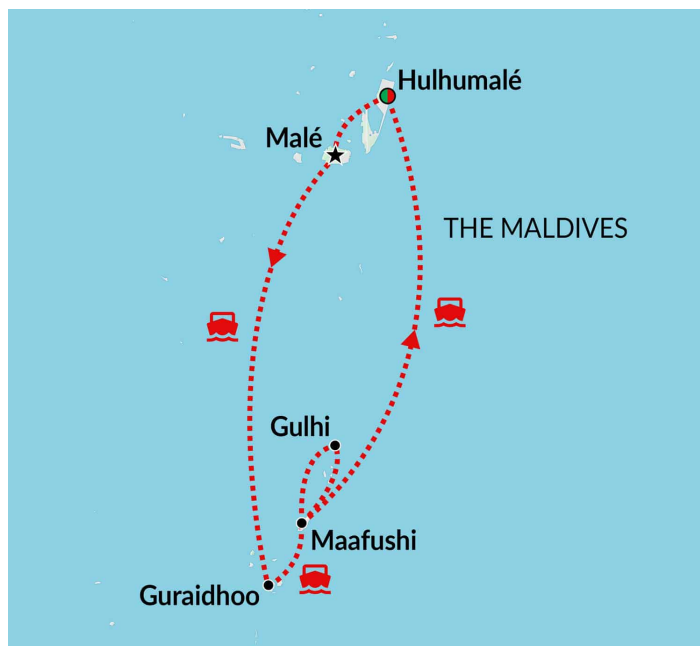 Hulhumalé
Malé
THE MALDIVES
Gulhi
Maafushi
Guraidhoo